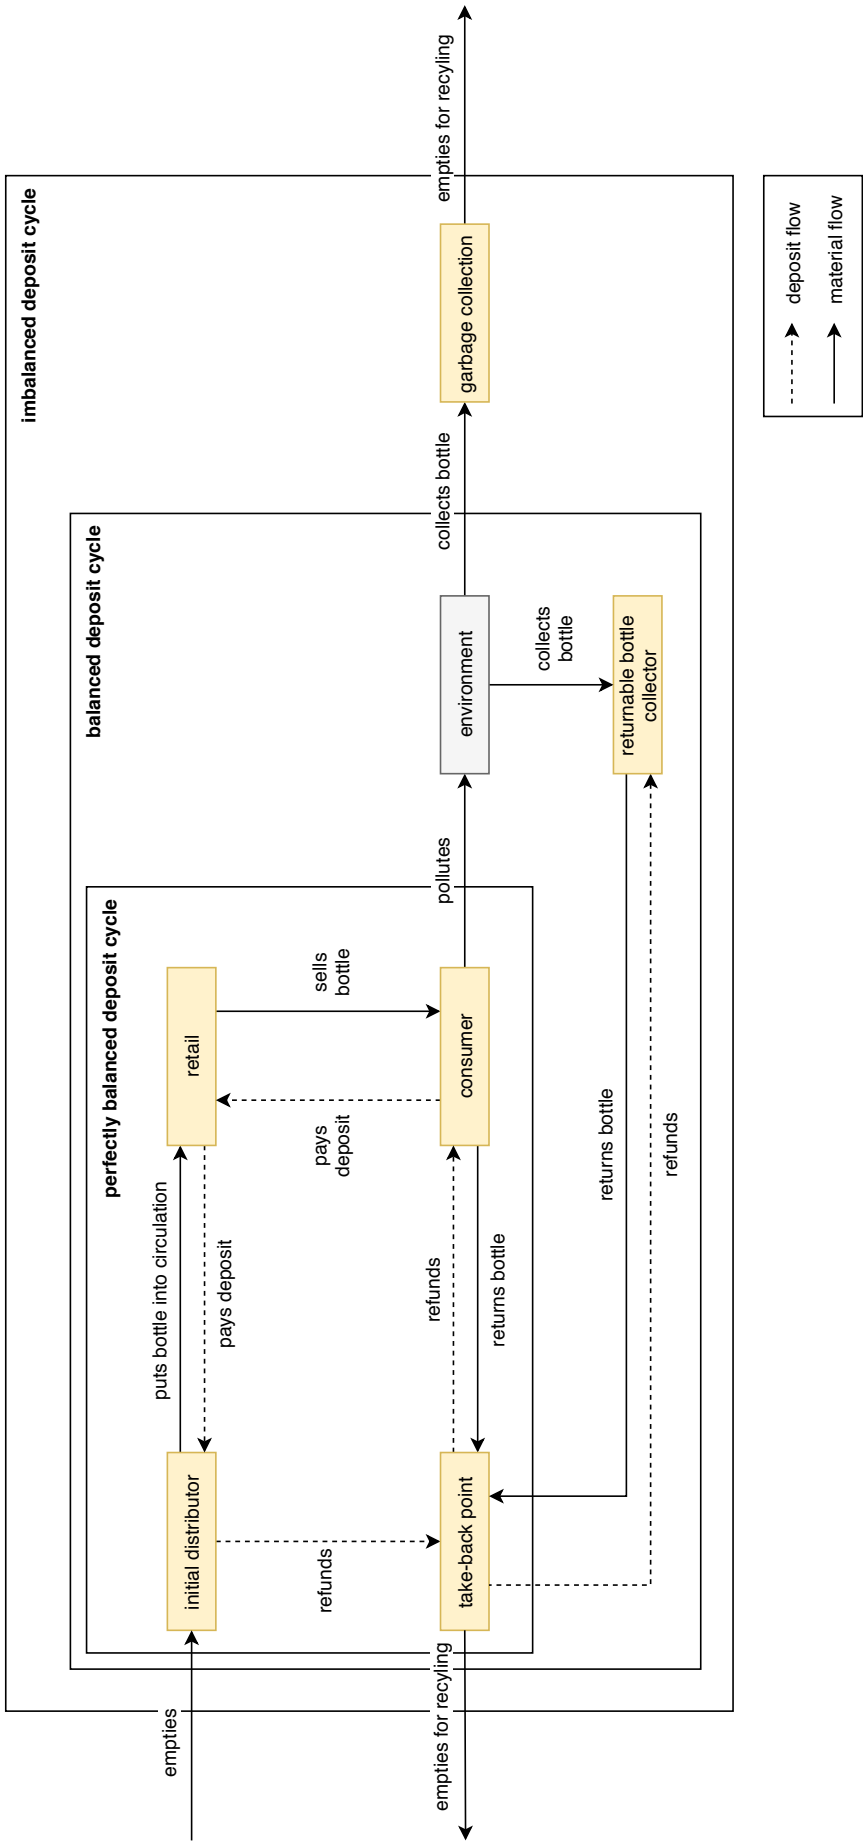 imbalanced deposit cycle
balanced deposit cycle
perfectly balanced deposit cycle
empties
initial distributor
puts bottle into circulation
pays deposit
retail
refunds
pays
deposit
sells
bottle
empties for recyling
take-back point
refunds
returns bottle
consumer
pollutes
environment
collects bottle
garbage collection
empties for recyling
collects
bottle
returns bottle
returnable bottle
collector
refunds
deposit flow
material flow